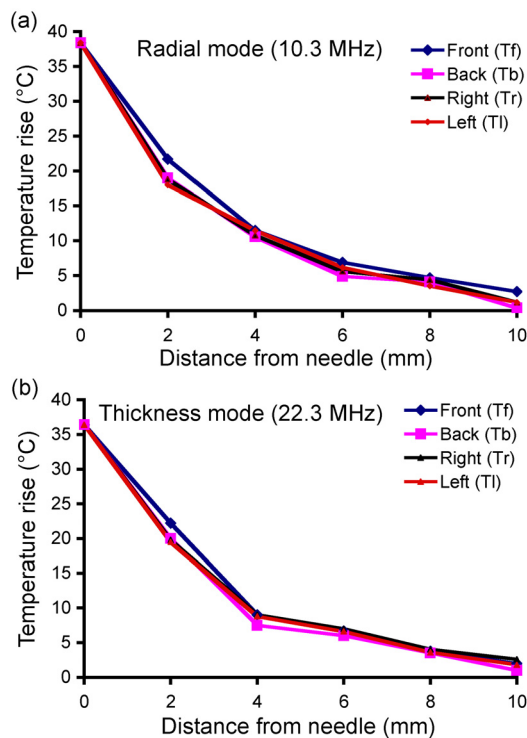 (a)
Radial mode (10.3 MHz)
Front (Tf)
Back (Tb)
Right (Tr)
Left (Tl)
Temperature rise (°C)
40
35
30
25
20
15
10
5
0
0 2 4 6 8 10
Distance from needle (mm)
(b)
Thickness mode (22.3 MHz)
Front (Tf)
Back (Tb)
Right (Tr)
Left (Tl)
Temperature rise (°C)
40
35
30
25
20
15
10
5
0
0 2 4 6 8 10
Distance from needle (mm)